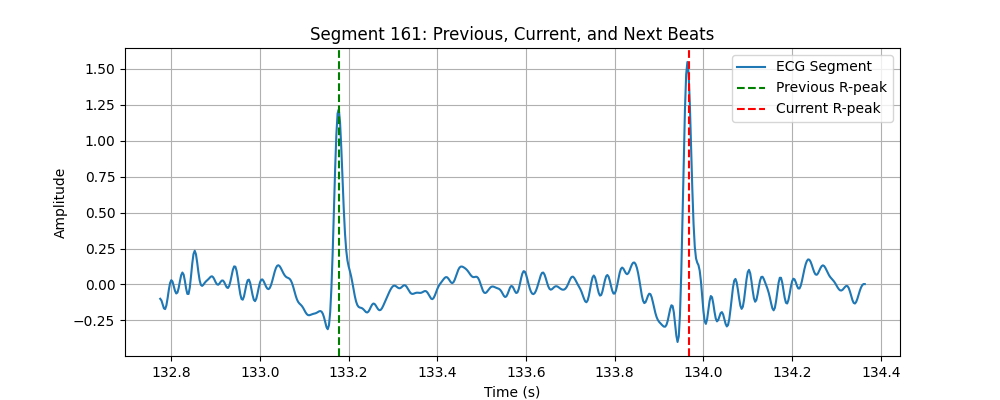 Segment 161: Previous, Current, and Next Beats
ECG Segment
Previous R-peak
Current R-peak
Amplitude
1.50
1.25
1.00
0.75
0.50
0.25
0.00
−0.25
132.8 133.0 133.2 133.4 133.6 133.8 134.0 134.2 134.4
Time (s)